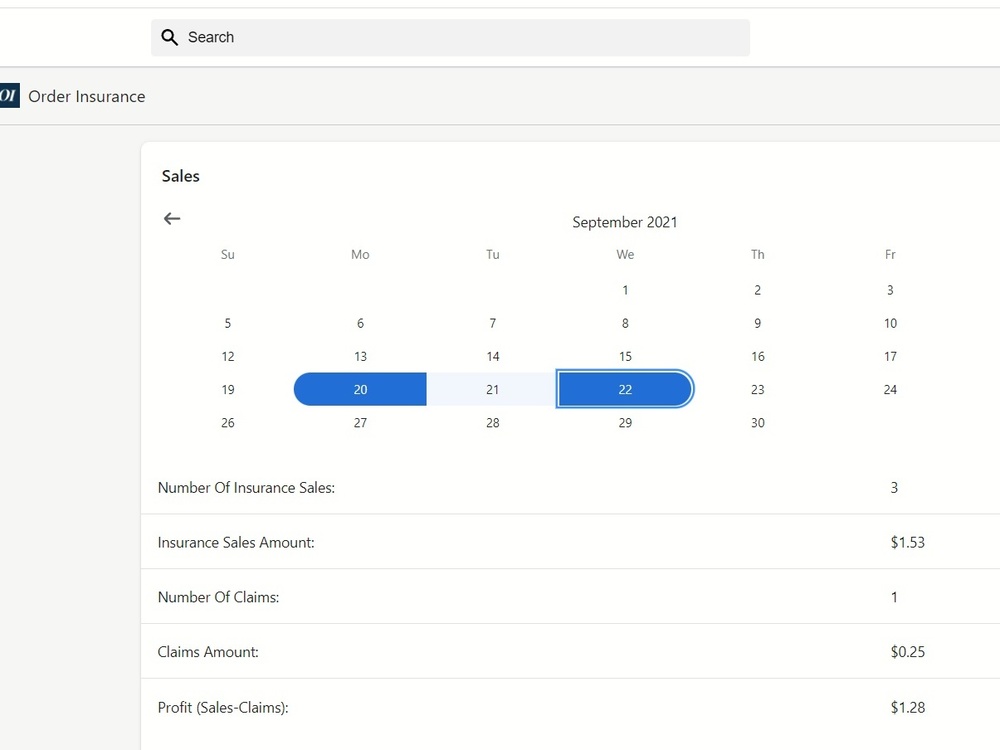 Search
OI Order Insurance
Sales
September 2021
Su Mo Tu We Th Fr
1 2 3
5 6 7 8 9 10
12 13 14 15 16 17
19 20 21 22 23 24
26 27 28 29 30
Number Of Insurance Sales: 3
Insurance Sales Amount: $1.53
Number Of Claims: 1
Claims Amount: $0.25
Profit (Sales-Claims): $1.28